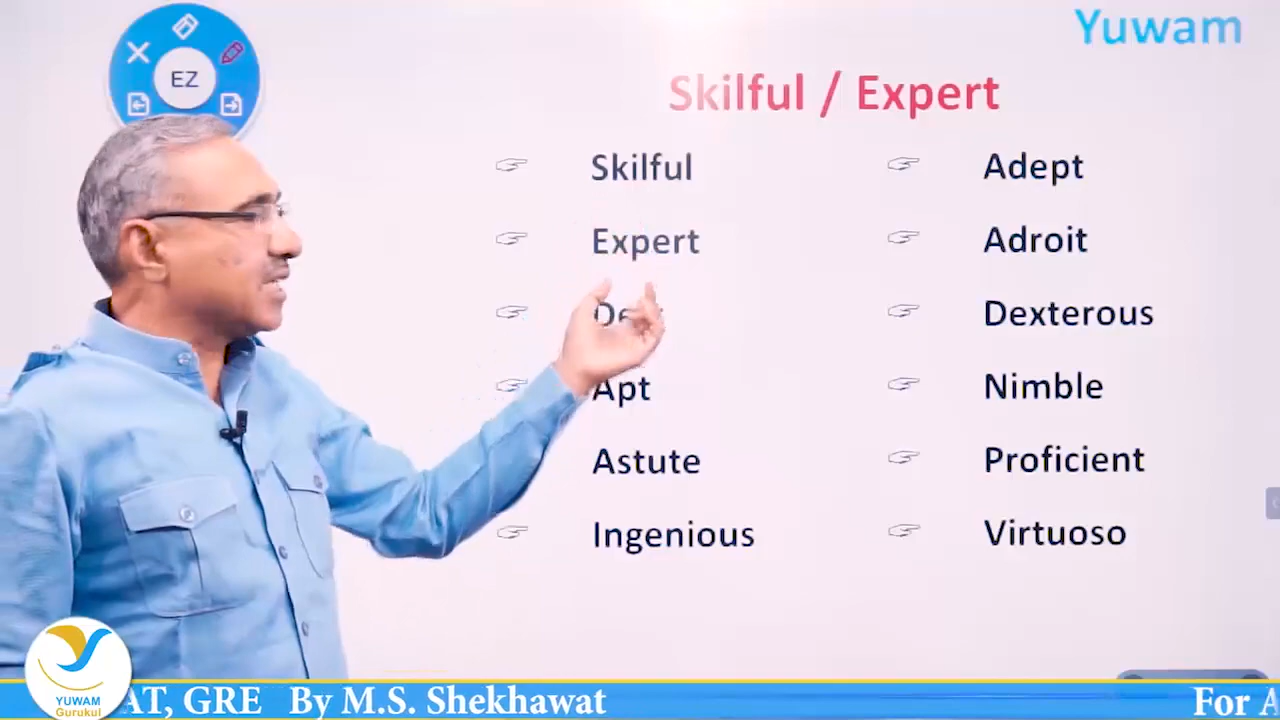 Yuwam
EZ
Skilful / Expert
Skilful
Adept
Expert
Adroit
Dexterous
Apt
Nimble
Astute
Proficient
Ingenious
Virtuoso
YUWAM
Gurukul
AT, GRE By M.S. Shekhawat
For A